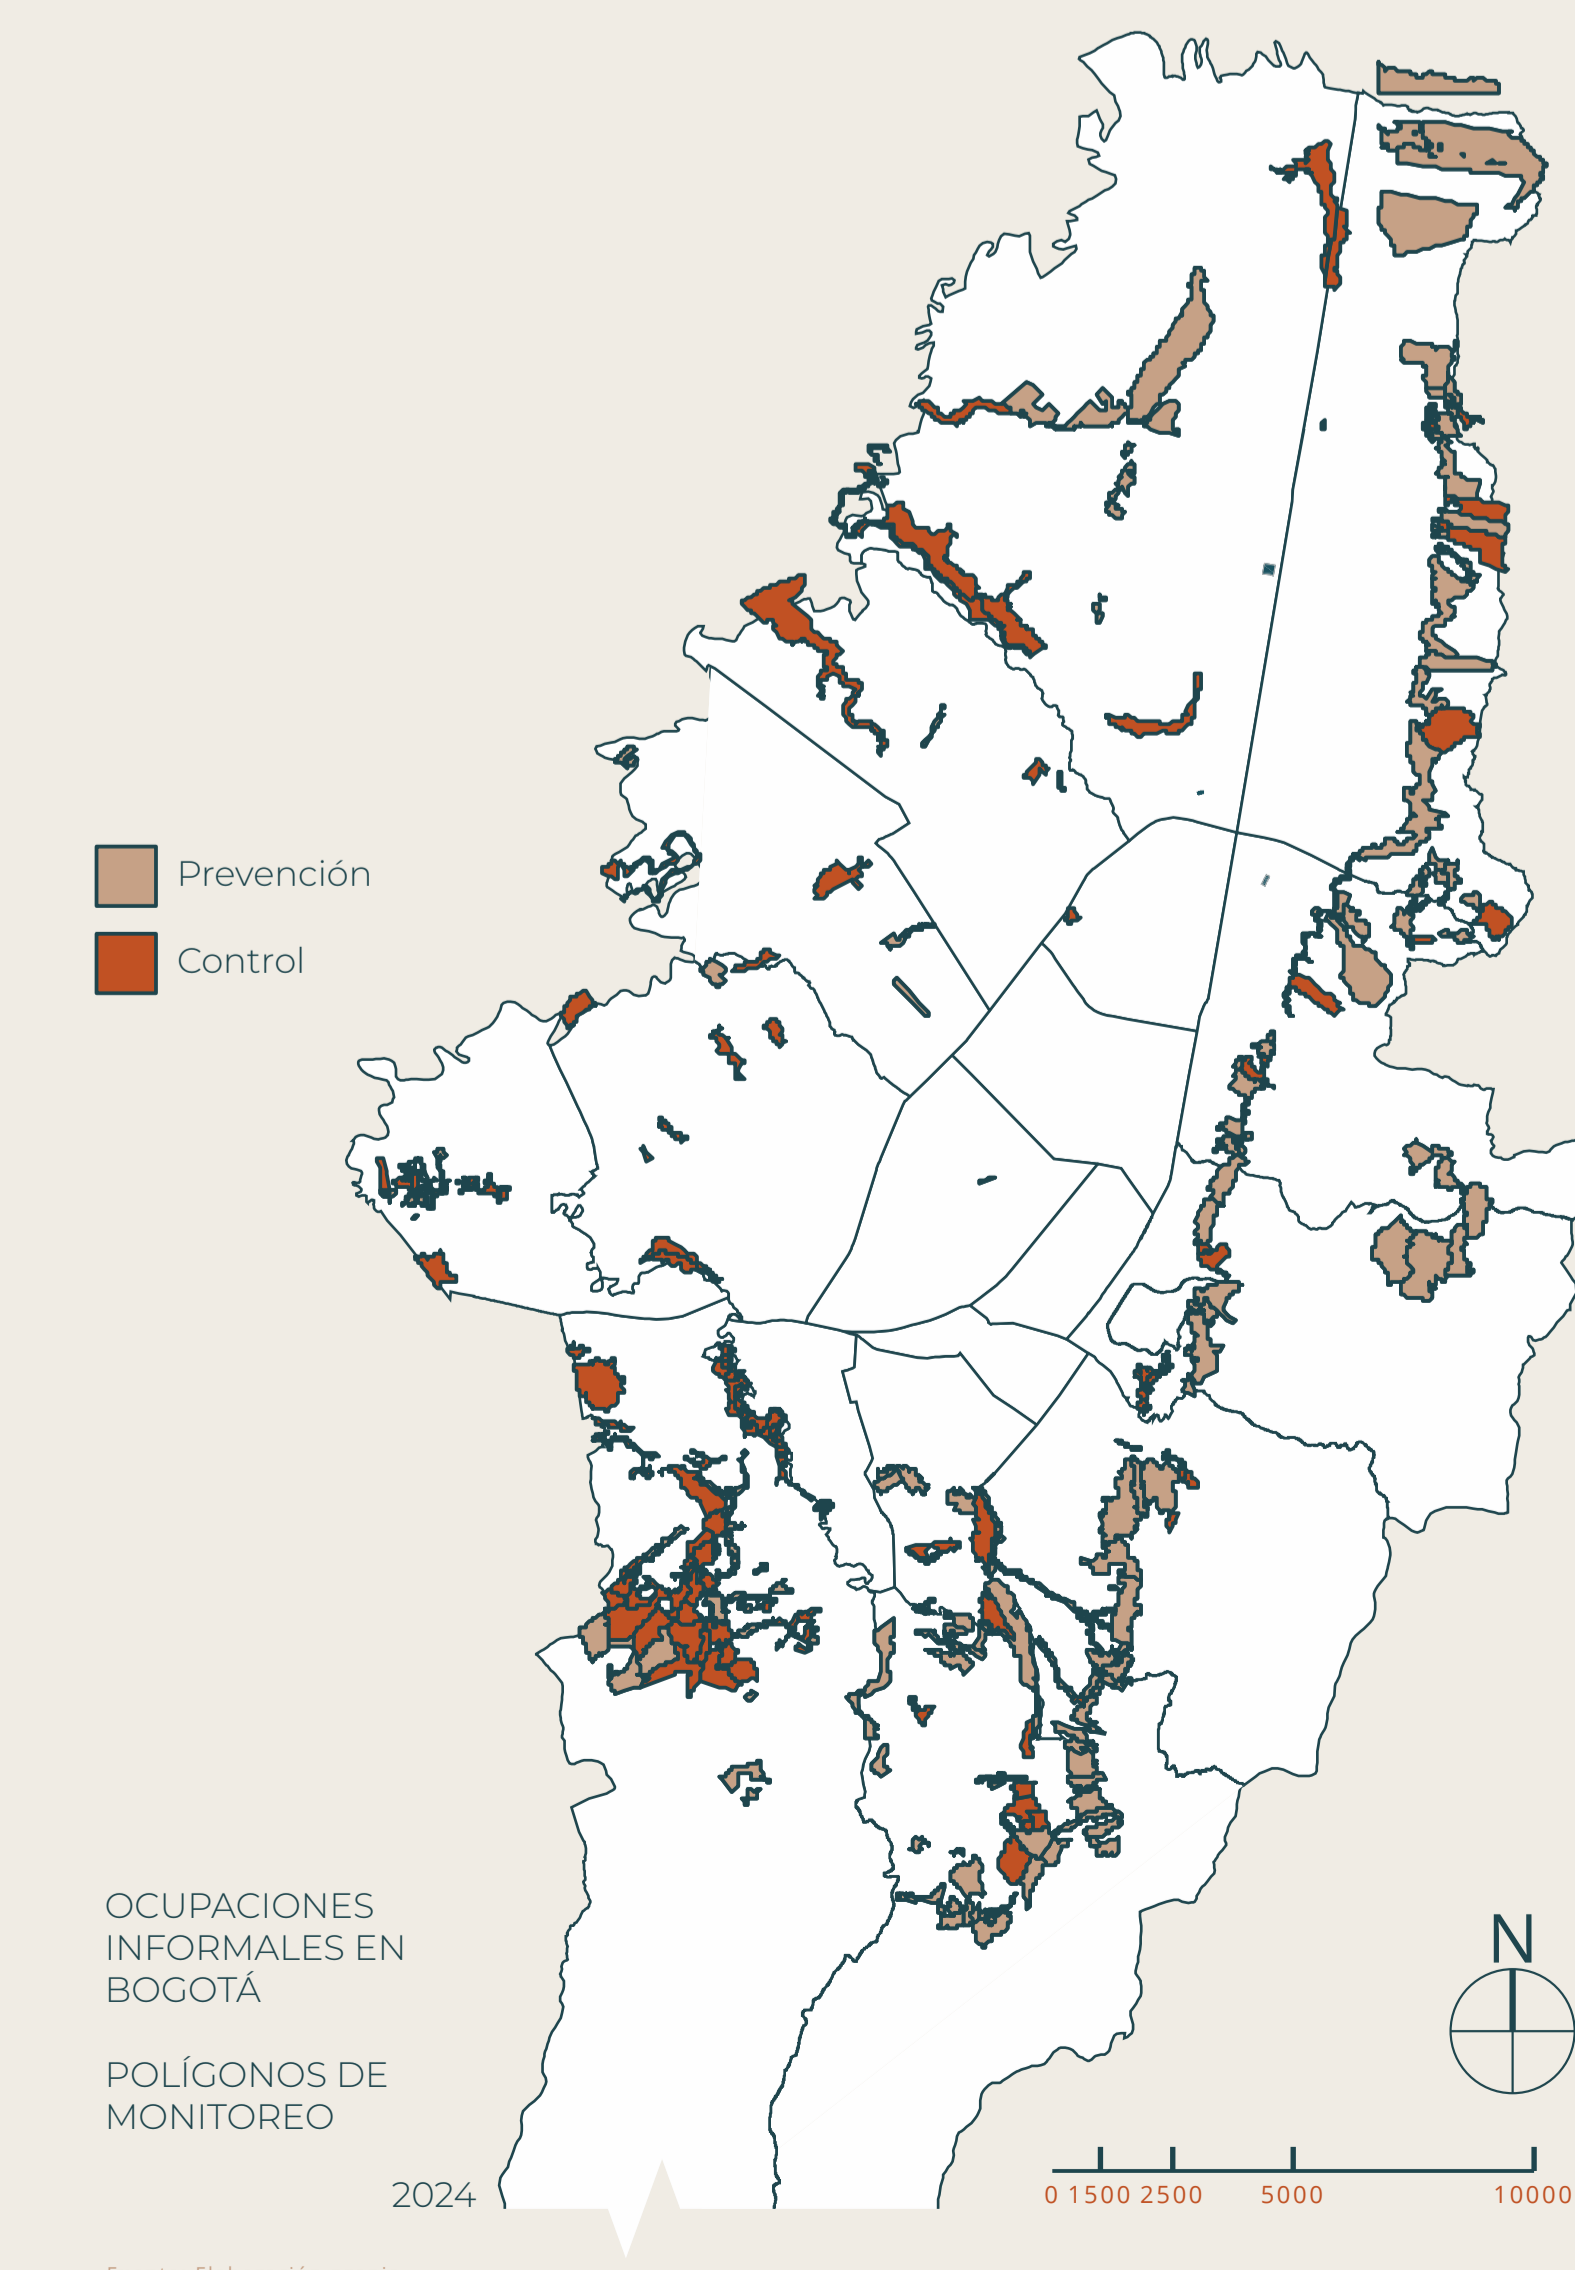 Prevención
Control
OCUPACIONES
INFORMALES EN
BOGOTÁ
POLÍGONOS DE
MONITOREO
2024
N
0 1500 2500 5000 10000